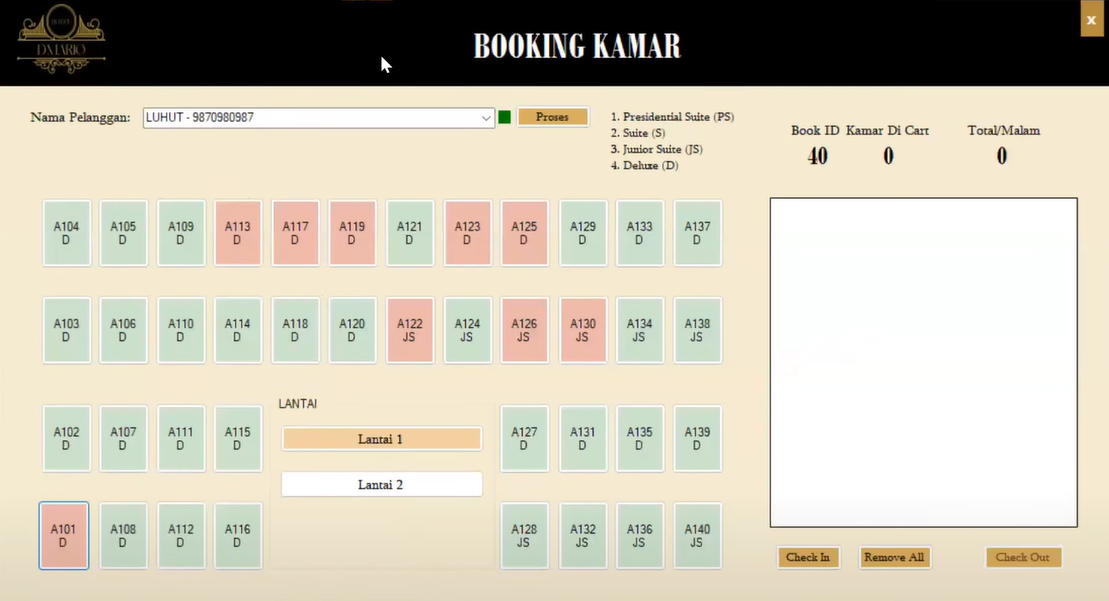 HOTEL
DMARIO
BOOKING KAMAR
x
Nama Pelanggan: LUHUT - 9870980987 Proses
1. Presidential Suite (PS)
2. Suite (S)
3. Junior Suite (JS)
4. Deluxe (D)
Book ID Kamar Di Cart Total/Malam
40 0 0
A104 A105 A109 A113 A117 A119 A121 A123 A125 A129 A133 A137
D D D D D D D D D D D D
A103 A106 A110 A114 A118 A120 A122 A124 A126 A130 A134 A138
D D D D D D JS JS JS JS JS JS
LANTAI
A102 A107 A111 A115 Lantai 1 A127 A131 A135 A139
D D D D D D D D
Lantai 2
A101 A108 A112 A116 A128 A132 A136 A140
D D D D JS JS JS JS
Check In Remove All Check Out